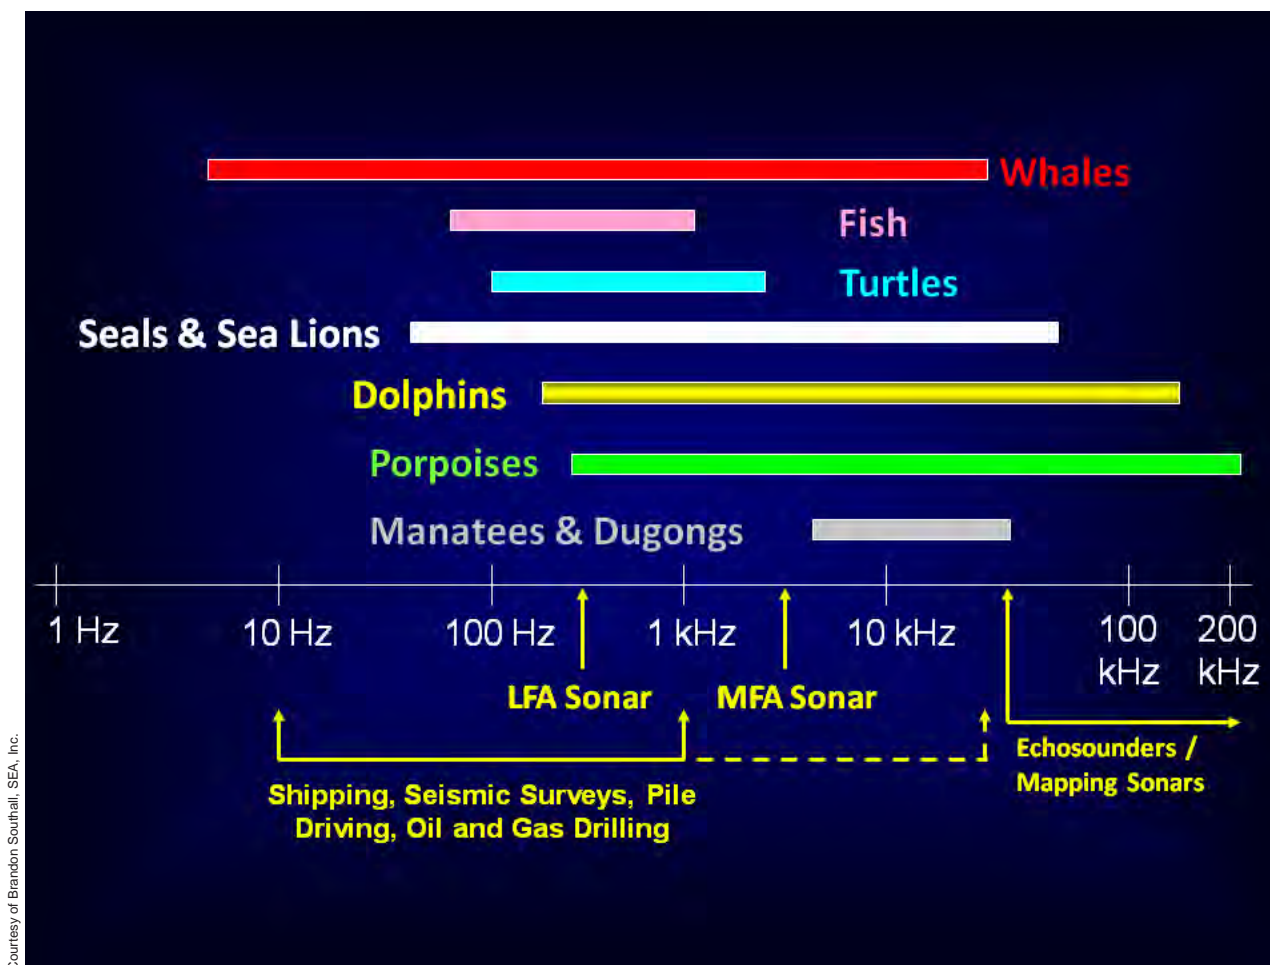 Whales
Fish
Turtles
Seals & Sea Lions
Dolphins
Porpoises
Manatees & Dugongs
1 Hz
10 Hz
100 Hz
1 kHz
10 kHz
100
kHz
200
kHz
LFA Sonar
MFA Sonar
Echosounders /
Mapping Sonars
Shipping, Seismic Surveys, Pile
Driving, Oil and Gas Drilling
Courtesy of Brandon Southall, SEA, Inc.